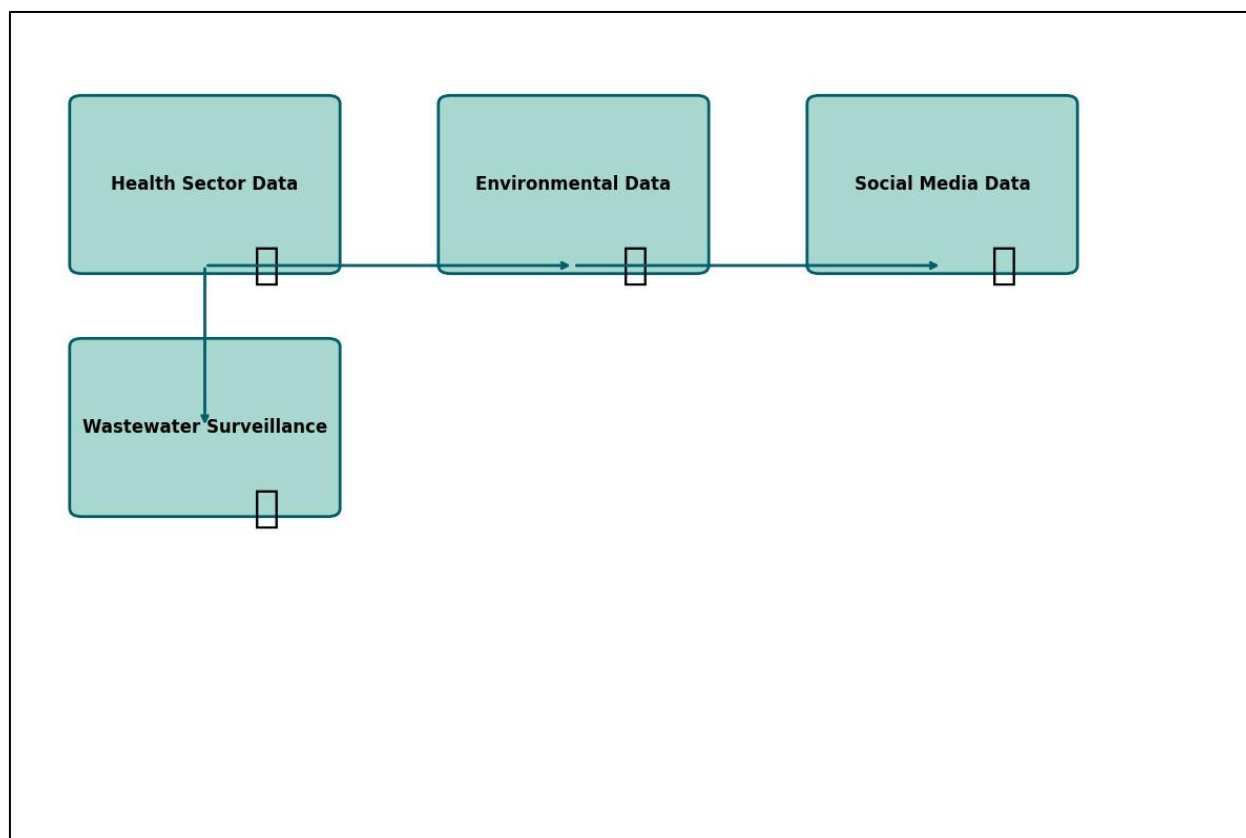 Health Sector Data
Environmental Data
Social Media Data
Wastewater Surveillance